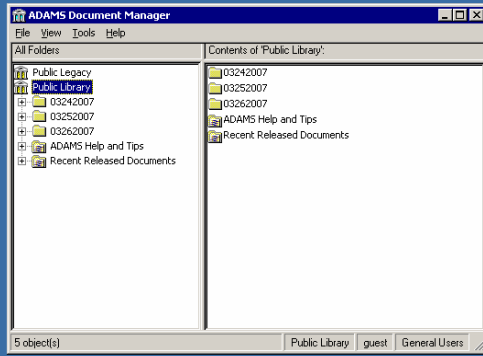 ADAMS Document Manager
File View Tools Help
All Folders
Contents of 'Public Library':
Public Legacy
Public Library
03242007
03252007
03262007
ADAMS Help and Tips
Recent Released Documents
03242007
03252007
03262007
ADAMS Help and Tips
Recent Released Documents
5 object(s)
Public Library
guest
General Users